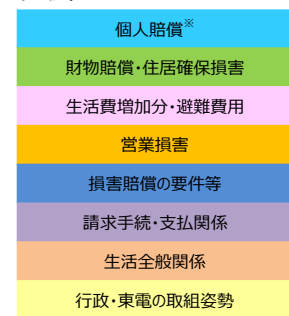 個人賠償※
財物賠償・住居確保損害
生活費増加分・避難費用
営業損害
損害賠償の要件等
請求手続・支払関係
生活全般関係
行政・東電の取組姿勢